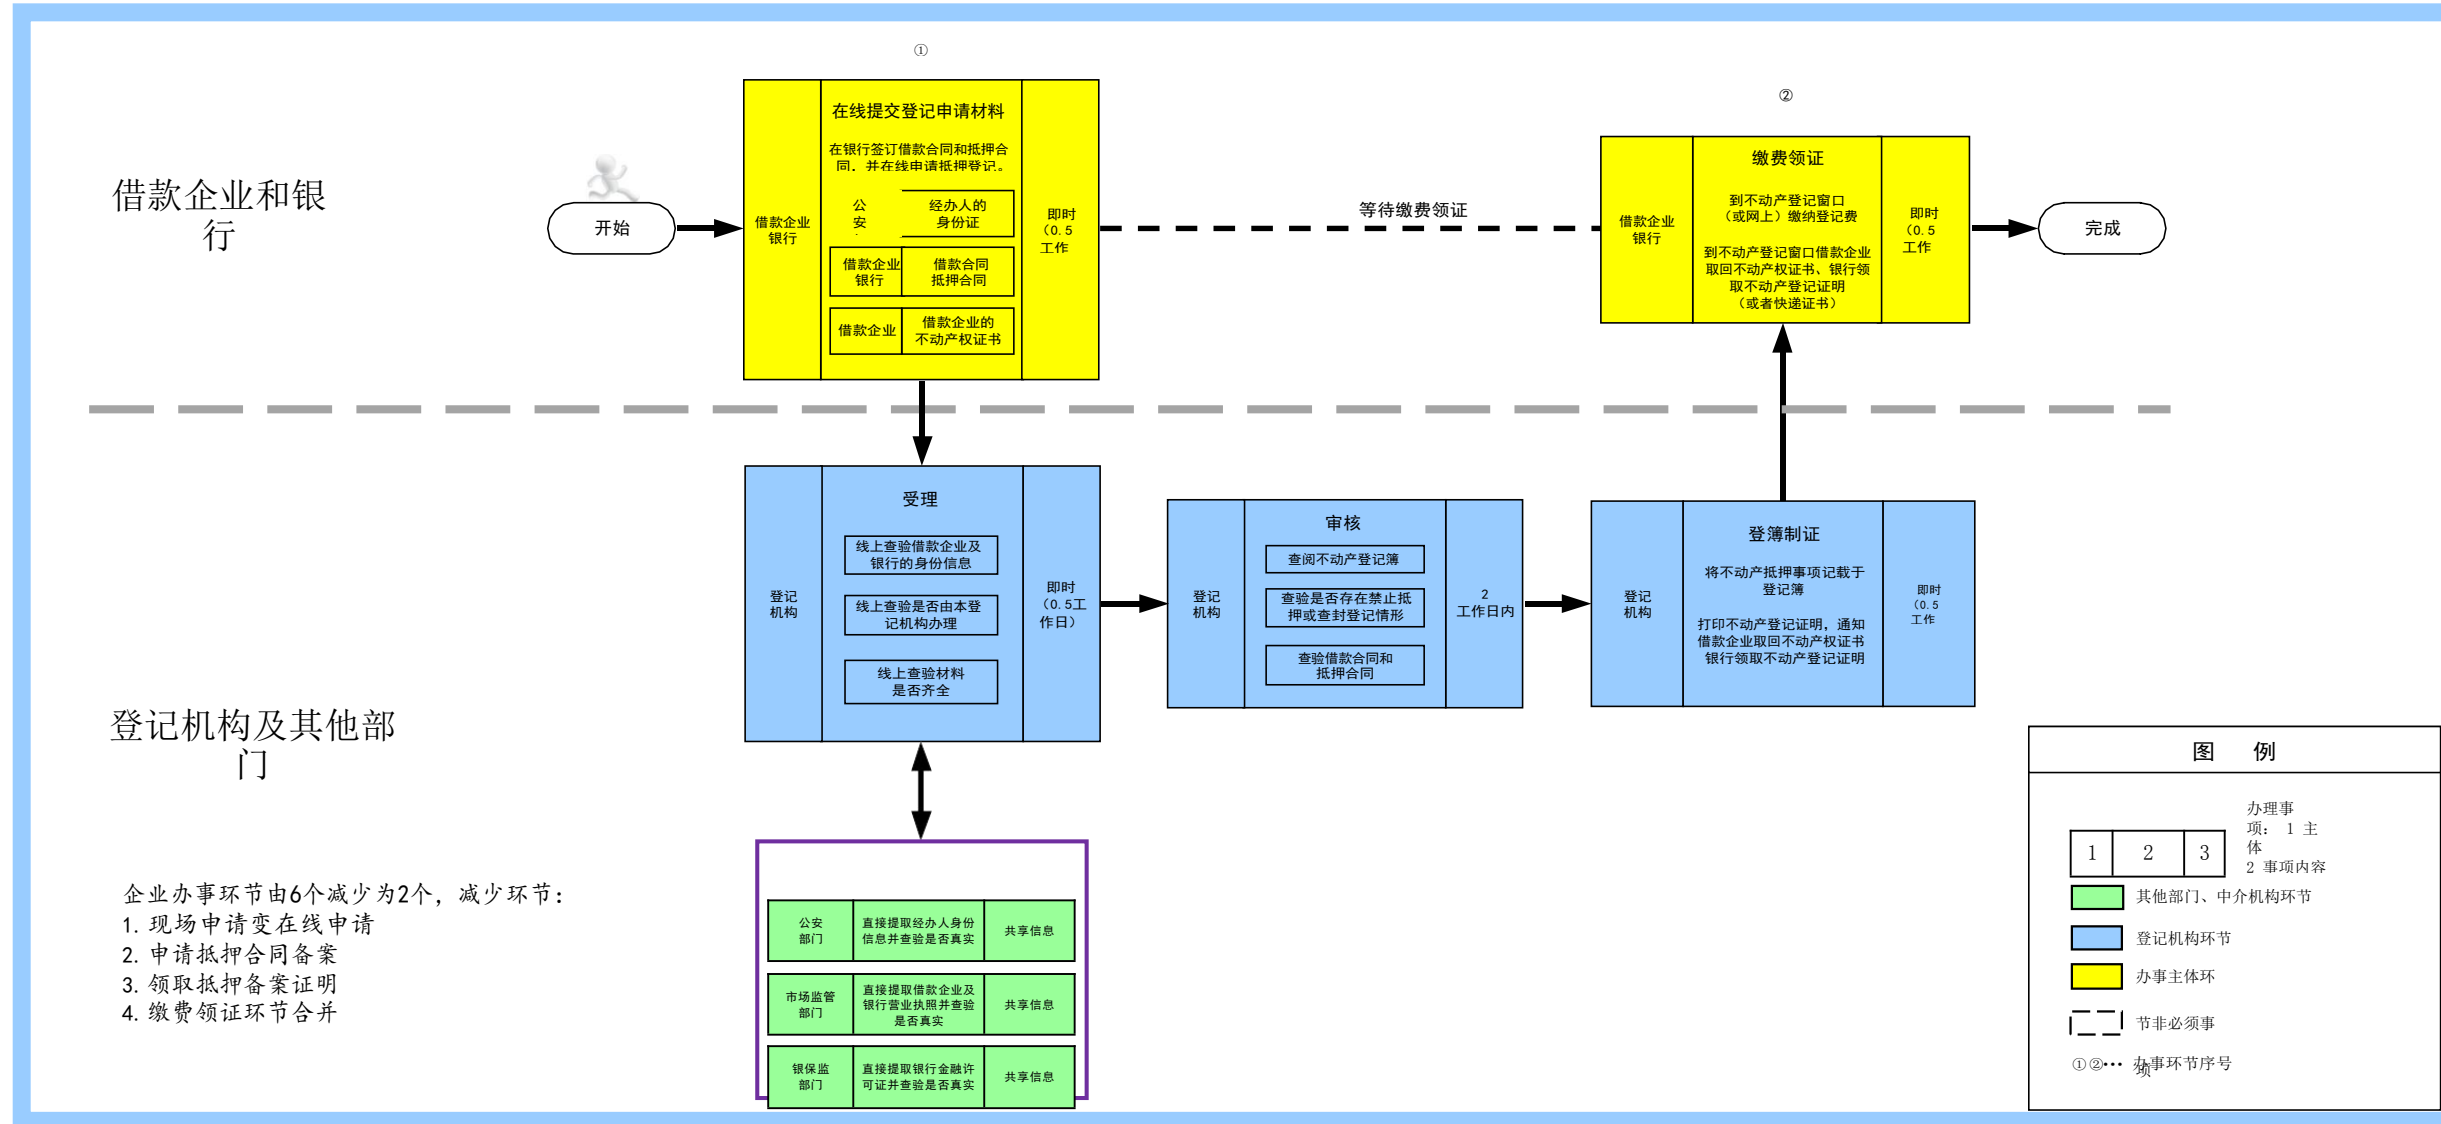 ①
②
借款企业和银
行
开始
借款企业
银行
在线提交登记申请材料
在银行签订借款合同和抵押合
同，并在线申请抵押登记。
公
安
经办人的
身份证
借款企业
银行
借款合同
抵押合同
借款企业
借款企业的
不动产权证书
即时
（0.5
工作
等待缴费领证
借款企业
银行
缴费领证
到不动产登记窗口
（或网上）缴纳登记费
到不动产登记窗口借款企业
取回不动产权证书、银行领
取不动产登记证明
（或者快递证书）
即时
（0.5
工作
完成
登记机构及其他部
门
登记
机构
受理
线上查验借款企业及
银行的身份信息
线上查验是否由本登
记机构办理
线上查验材料
是否齐全
即时
（0.5工
作日）
登记
机构
审核
查阅不动产登记簿
查验是否存在禁止抵
押或查封登记情形
查验借款合同和
抵押合同
2
工作日内
登记
机构
登簿制证
将不动产抵押事项记载于
登记簿
打印不动产登记证明，通知
借款企业取回不动产权证书
银行领取不动产登记证明
即时
（0.5
工作
公安
部门
直接提取经办人身份
信息并查验是否真实
共享信息
市场监管
部门
直接提取借款企业及
银行营业执照并查验
是否真实
共享信息
银保监
部门
直接提取银行金融许
可证并查验是否真实
共享信息
企业办事环节由6个减少为2个，减少环节：
1.现场申请变在线申请
2.申请抵押合同备案
3.领取抵押备案证明
4.缴费领证环节合并
图 例
1 2 3
办理事
项： 1 主
体
2 事项内容
其他部门、中介机构环节
登记机构环节
办事主体环
节非必须事
项
①②… 办事环节序号